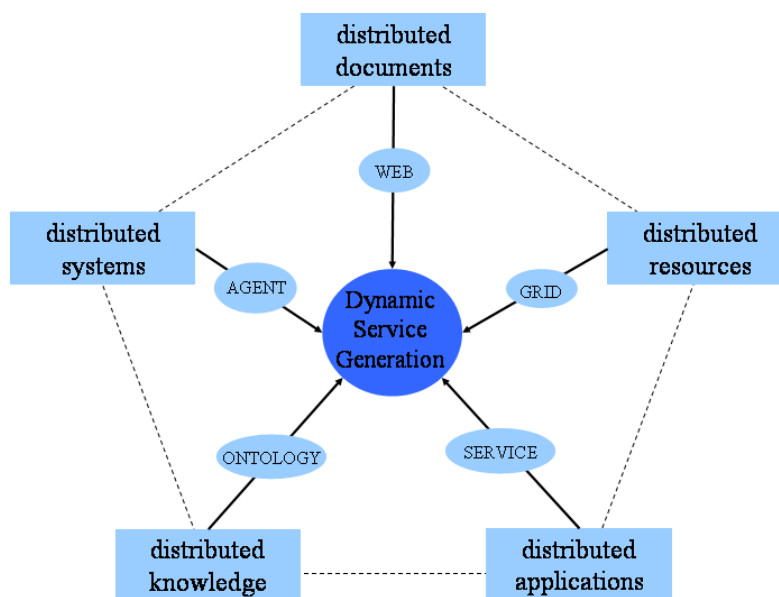 distributed
documents
WEB
distributed
systems
distributed
resources
AGENT
GRID
Dynamic
Service
Generation
ONTOLOGY
SERVICE
distributed
knowledge
distributed
applications